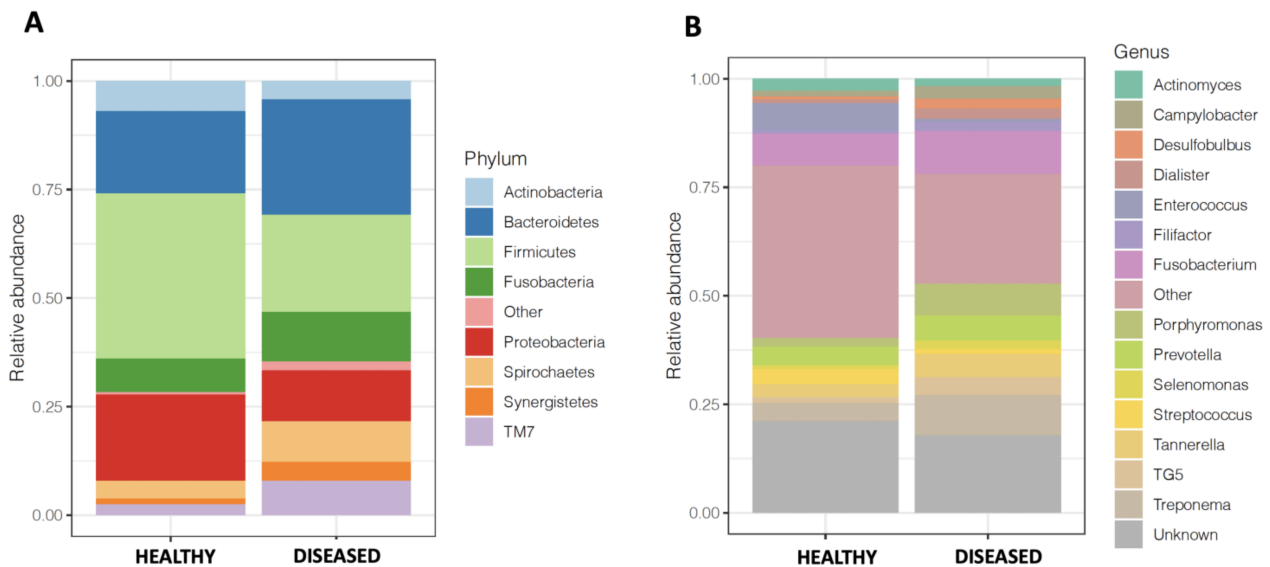 A
Relative abundance
1.00
0.75
0.50
0.25
0.00
HEALTHY
DISEASED
Phylum
Actinobacteria
Bacteroidetes
Firmicutes
Fusobacteria
Other
Proteobacteria
Spirochaetes
Synergistetes
TM7
B
Relative abundance
1.00
0.75
0.50
0.25
0.00
HEALTHY
DISEASED
Genus
Actinomyces
Campylobacter
Desulfobulbus
Dialister
Enterococcus
Filifactor
Fusobacterium
Other
Porphyromonas
Prevotella
Selenomonas
Streptococcus
Tannerella
TG5
Treponema
Unknown